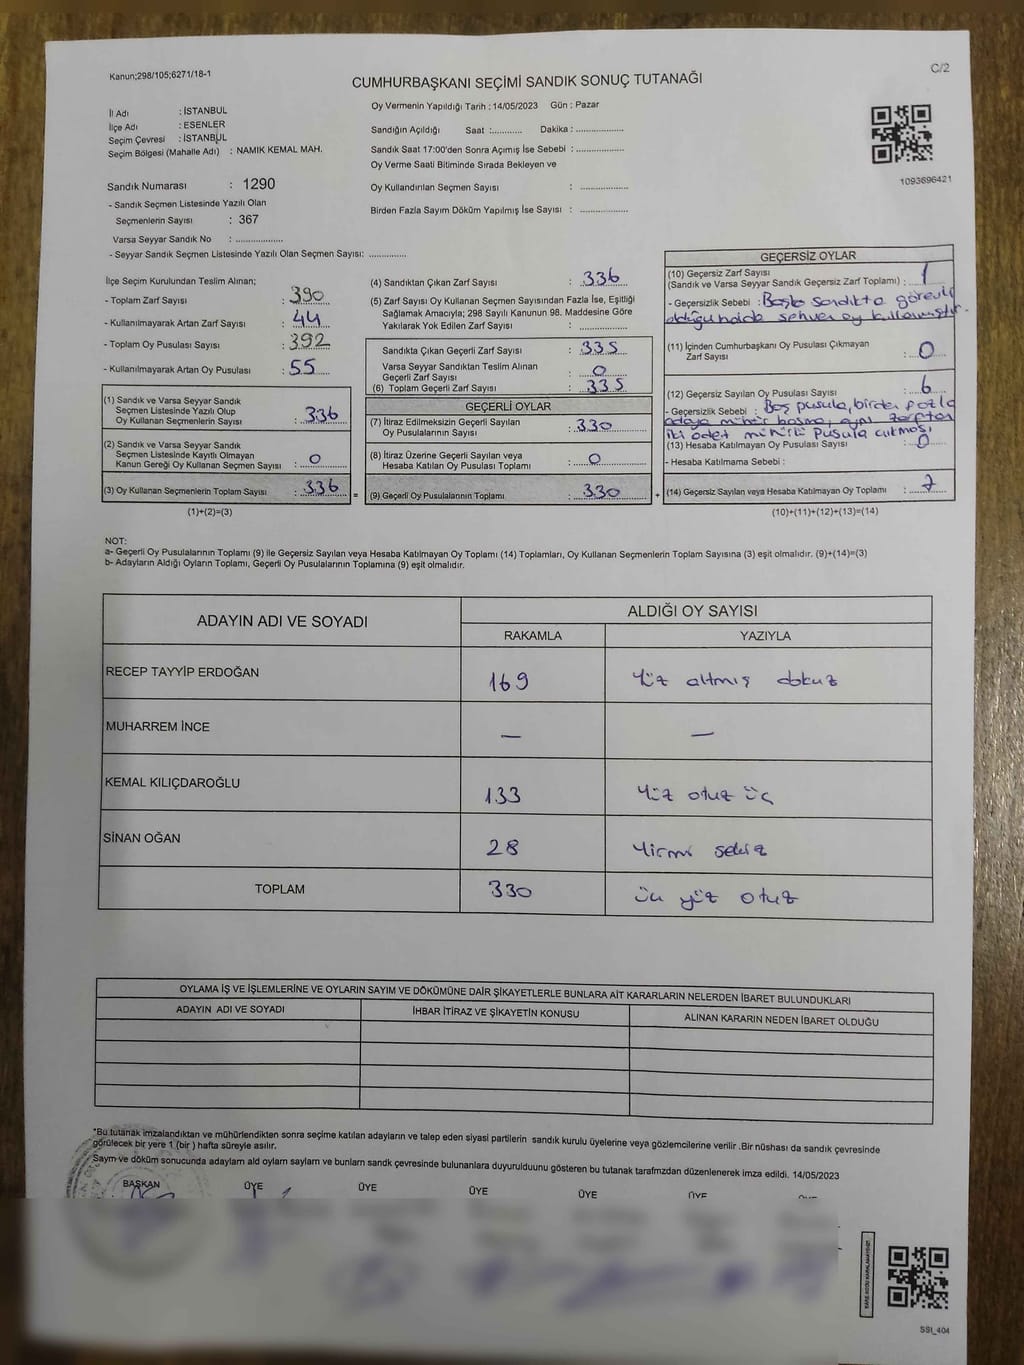 Kanun;298/105;6271/18-1
C/2
CUMHURBAŞKANI SEÇİMİ SANDIK SONUÇ TUTANAĞI
İl Adı : İSTANBUL
İlçe Adı : ESENLER
Seçim Çevresi : İSTANBUL
Seçim Bölgesi (Mahalle Adı) : NAMIK KEMAL MAH.
Sandık Numarası : 1290
- Sandık Seçmen Listesinde Yazılı Olan
Seçmenlerin Sayısı : 367
Varsa Seyyar Sandık No : ..............
- Seyyar Sandık Seçmen Listesinde Yazılı Olan Seçmen Sayısı: ............
Oy Vermenin Yapıldığı Tarih : 14/05/2023 Gün : Pazar
Sandığın Açıldığı Saat :.......... Dakika : ................
Sandık Saat 17:00'den Sonra Açımış İse Sebebi : ................
Oy Verme Saati Bitiminde Sırada Bekleyen ve
Oy Kullandırılan Seçmen Sayısı : ................
Birden Fazla Sayım Döküm Yapılmış İse Sayısı : ................
1093696421
İlçe Seçim Kurulundan Teslim Alınan;
- Toplam Zarf Sayısı : 390
- Kullanılmayarak Artan Zarf Sayısı : 44
- Toplam Oy Pusulası Sayısı : 392
- Kullanılmayarak Artan Oy Pusulası : 55
(1) Sandık ve Varsa Seyyar Sandık
Seçmen Listesinde Yazılı Olup
Oy Kullanan Seçmenlerin Sayısı : 336
(2) Sandık ve Varsa Seyyar Sandık
Seçmen Listesinde Kayıtlı Olmayan
Kanun Gereği Oy Kullanan Seçmen Sayısı : 0
(3) Oy Kullanan Seçmenlerin Toplam Sayısı : 336
(1)+(2)=(3)
(4) Sandıktan Çıkan Zarf Sayısı : 336
(5) Zarf Sayısı Oy Kullanan Seçmen Sayısından Fazla İse, Eşitliği
Sağlamak Amacıyla; 298 Sayılı Kanunun 98. Maddesine Göre
Yakılarak Yok Edilen Zarf Sayısı : ................
Sandıkta Çıkan Geçerli Zarf Sayısı : 335
Varsa Seyyar Sandıktan Teslim Alınan
Geçerli Zarf Sayısı : 0
(6) Toplam Geçerli Zarf Sayısı : 335
GEÇERLİ OYLAR
(7) İtiraz Edilmeksizin Geçerli Sayılan
Oy Pusulalarının Sayısı : 330
(8) İtiraz Üzerine Geçerli Sayılan veya
Hesaba Katılan Oy Pusulası Toplamı : 0
= (9) Geçerli Oy Pusulalarının Toplamı : 330 +
GEÇERSİZ OYLAR
(10) Geçersiz Zarf Sayısı
(Sandık ve Varsa Seyyar Sandık Geçersiz Zarf Toplamı) : 1
- Geçersizlik Sebebi : Başka sandıkta görevli
olduğu halde sehven oy kullanmıştır.
(11) İçinden Cumhurbaşkanı Oy Pusulası Çıkmayan
Zarf Sayısı : 0
(12) Geçersiz Sayılan Oy Pusulası Sayısı : 6
- Geçersizlik Sebebi : Boş pusula, birden fazla
adaya mühür basma, aynı zarftan
iki adet mühürlü pusula çıkması
(13) Hesaba Katılmayan Oy Pusulası Sayısı : 0
- Hesaba Katılmama Sebebi :
(14) Geçersiz Sayılan veya Hesaba Katılmayan Oy Toplamı : 7
(10)+(11)+(12)+(13)=(14)
NOT:
a- Geçerli Oy Pusulalarının Toplamı (9) ile Geçersiz Sayılan veya Hesaba Katılmayan Oy Toplamı (14) Toplamları, Oy Kullanan Seçmenlerin Toplam Sayısına (3) eşit olmalıdır. (9)+(14)=(3)
b- Adayların Aldığı Oyların Toplamı, Geçerli Oy Pusulalarının Toplamına (9) eşit olmalıdır.
ADAYIN ADI VE SOYADI ALDIĞI OY SAYISI
RAKAMLA YAZIYLA
RECEP TAYYİP ERDOĞAN 169 Yüz altmış dokuz
MUHARREM İNCE — —
KEMAL KILIÇDAROĞLU 133 Yüz otuz üç
SİNAN OĞAN 28 Yirmi sekiz
TOPLAM 330 üç yüz otuz
OYLAMA İŞ VE İŞLEMLERİNE VE OYLARIN SAYIM VE DÖKÜMÜNE DAİR ŞİKAYETLERLE BUNLARA AİT KARARLARIN NELERDEN İBARET BULUNDUKLARI
ADAYIN ADI VE SOYADI İHBAR İTİRAZ VE ŞİKAYETİN KONUSU ALINAN KARARIN NEDEN İBARET OLDUĞU
*Bu tutanak imzalandıktan ve mühürlendikten sonra seçime katılan adayların ve talep eden siyasi partilerin sandık kurulu üyelerine veya gözlemcilerine verilir .Bir nüshası da sandık çevresinde
görülecek bir yere 1 (bir) hafta süreyle asılır.
Saym ve döküm sonucunda adaylam ald oylam saylam ve bunlam sandk çevresinde bulunanlara duyurulduunu gösteren bu tutanak tarafmzdan düzenlenerek imza edildi. 14/05/2023
BAŞKAN ÜYE ÜYE ÜYE ÜYE ÜYE
SSI_404